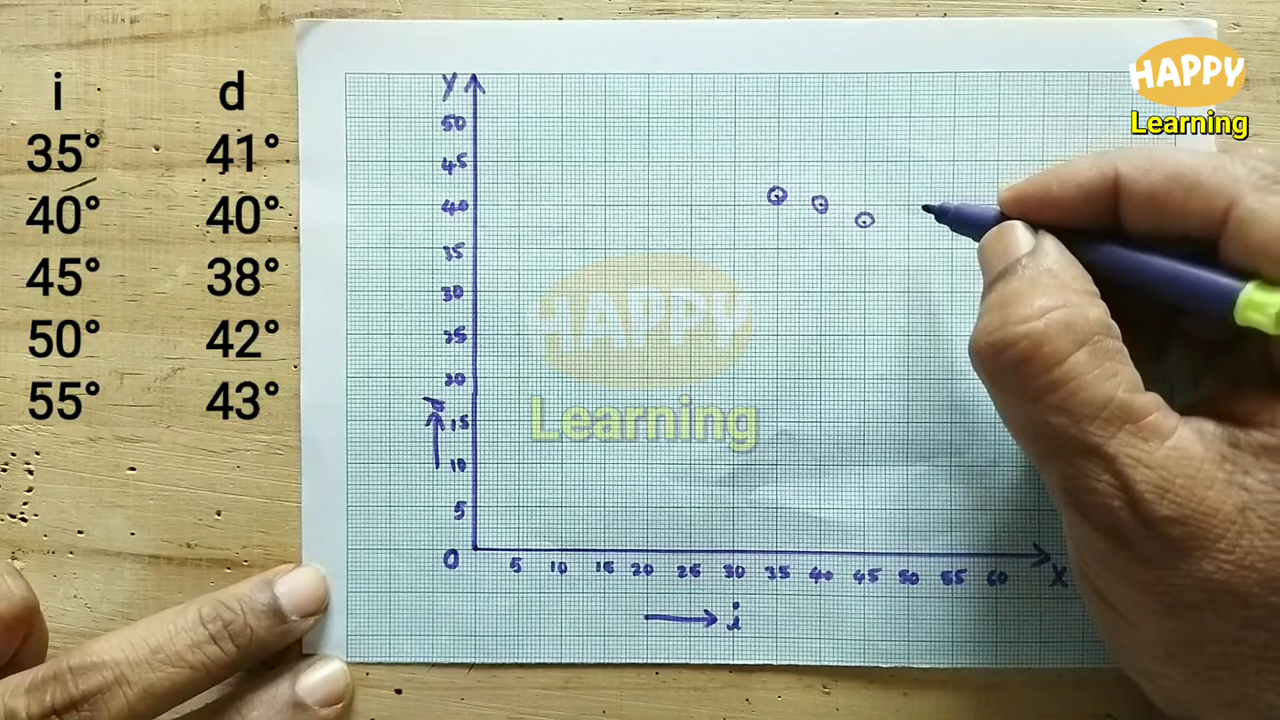 i d
35° 41°
40° 40°
45° 38°
50° 42°
55° 43°
HAPPY
Learning
Y
50
45
40
35
30
25
20
15
10
5
0
d
5 10 15 20 25 30 35 40 45 50 55 60
X
i
HAPPY
Learning